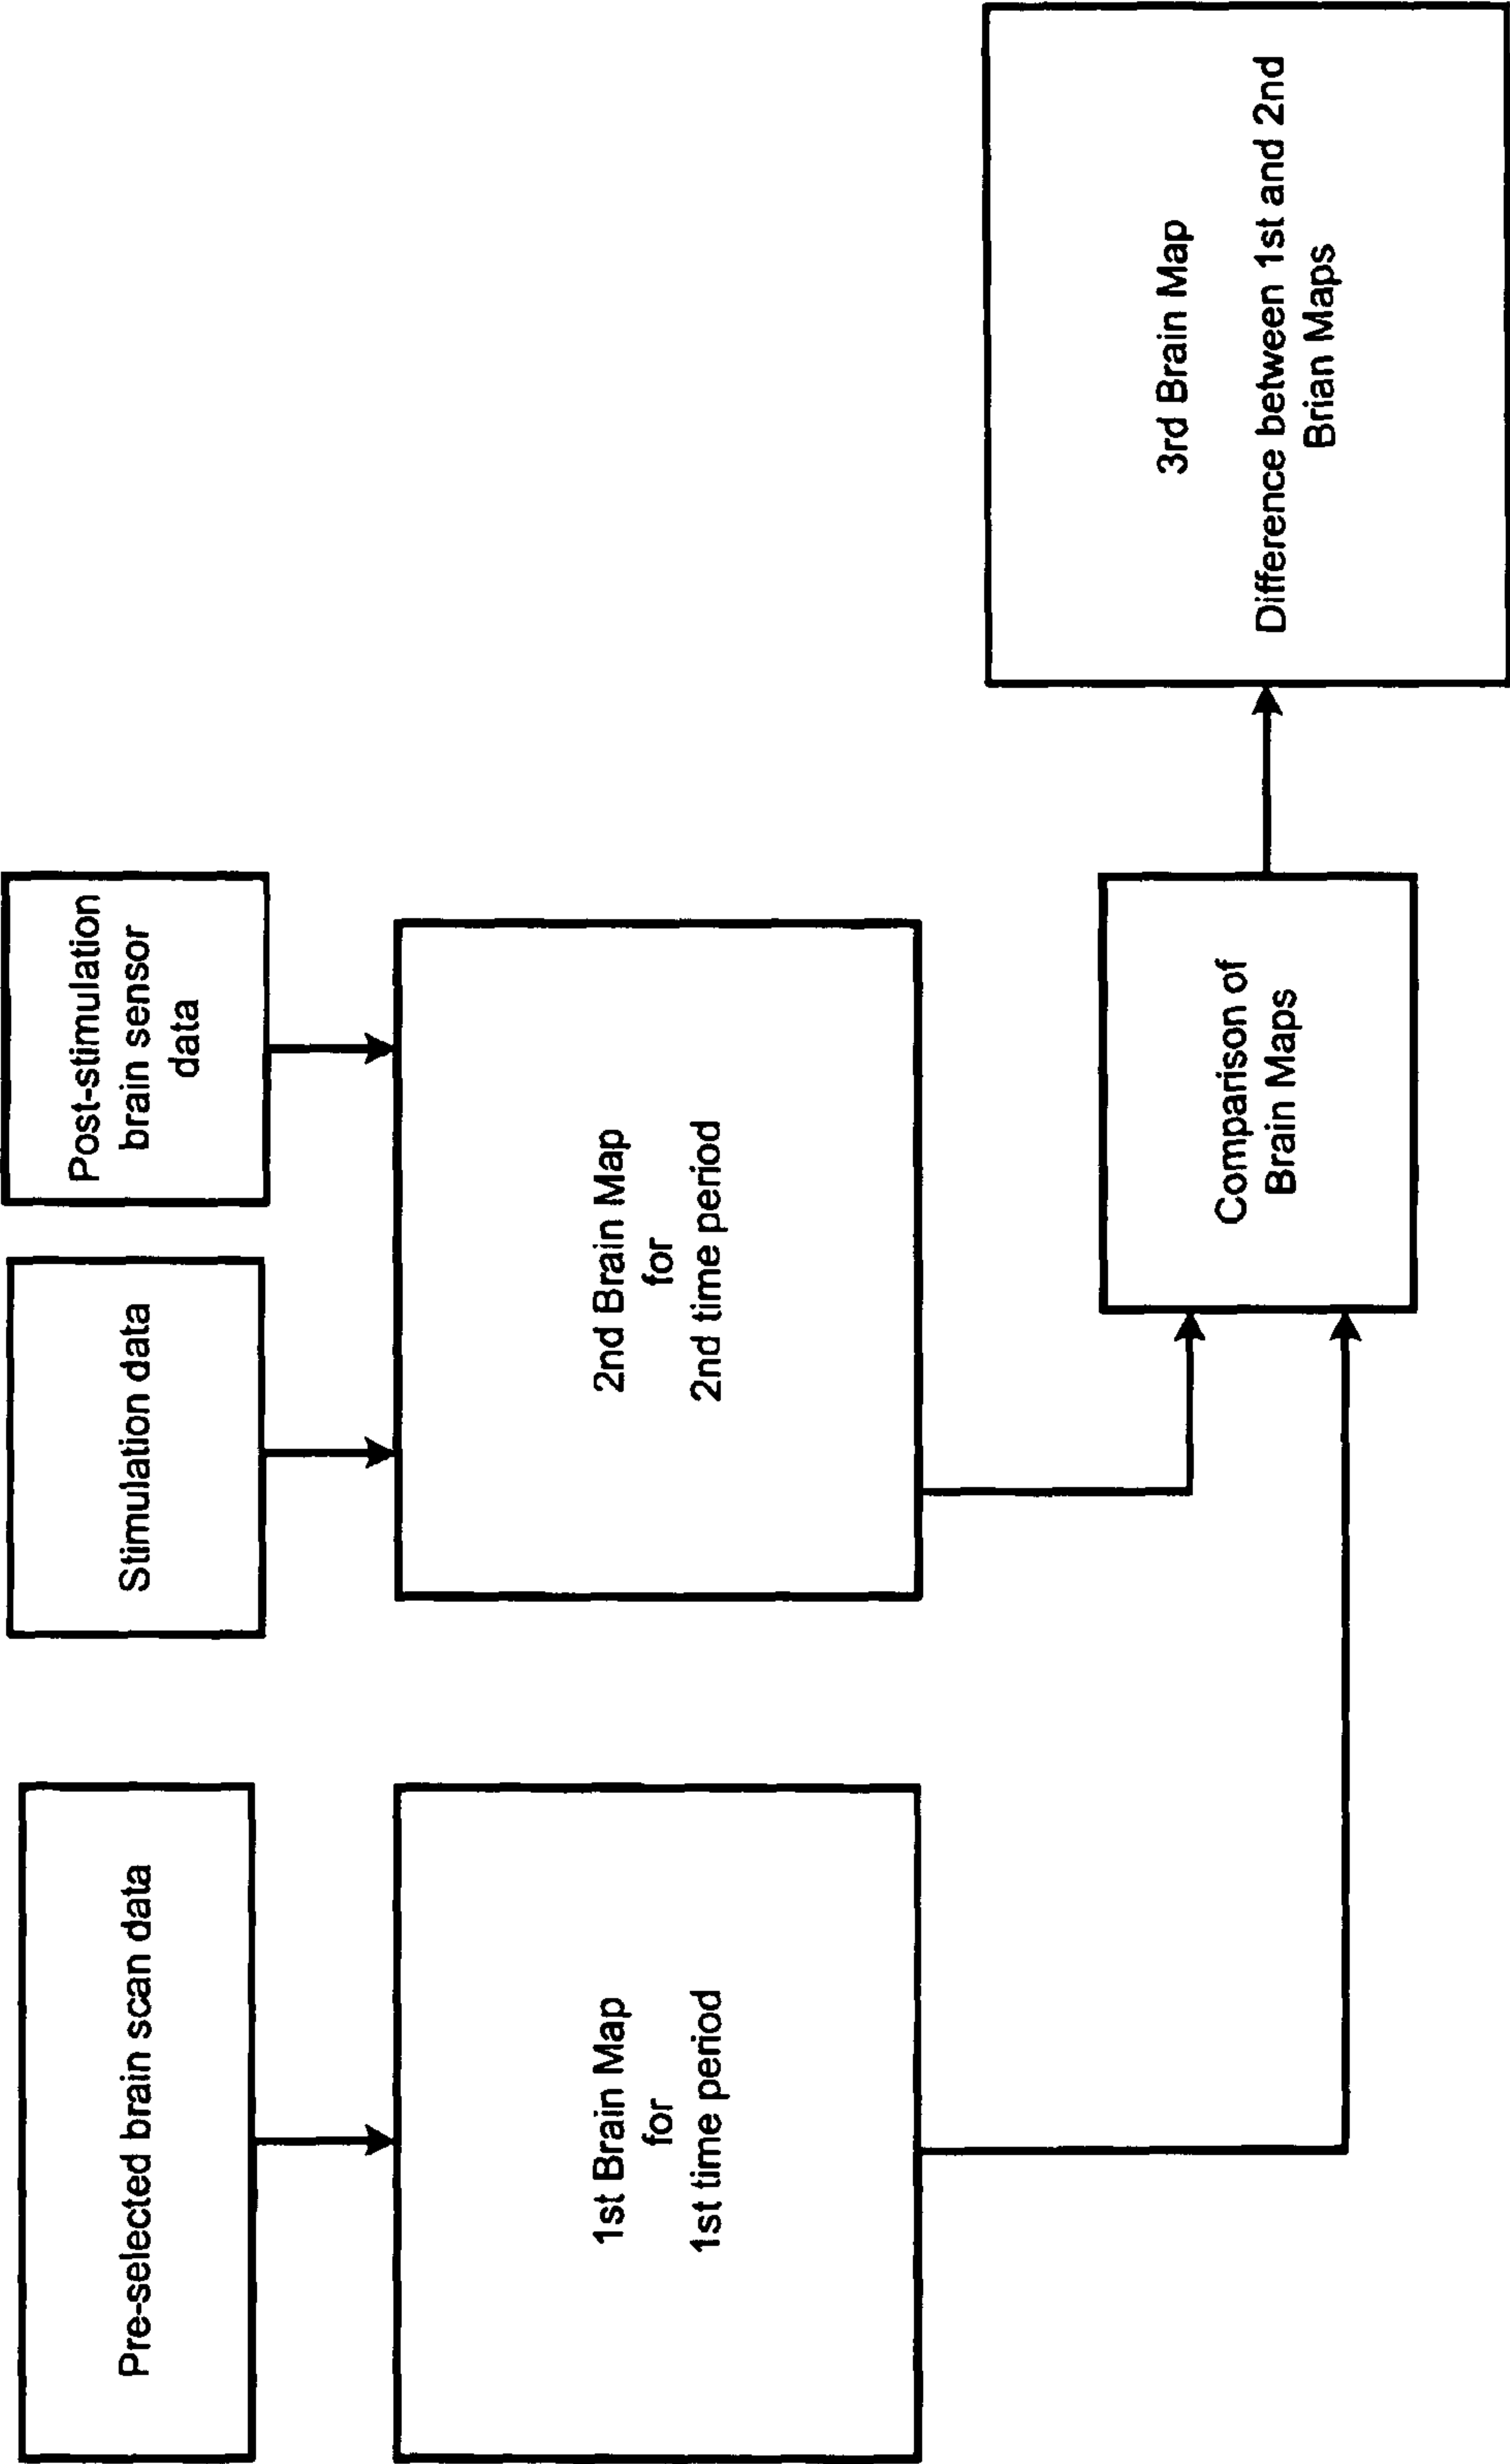 Pre-selected brain scan data
Stimulation data
Post-stimulation
brain sensor
data
1st Brain Map
for
1st time period
2nd Brain Map
for
2nd time period
Comparison of
Brain Maps
3rd Brain Map
Difference between 1st and 2nd
Brian Maps